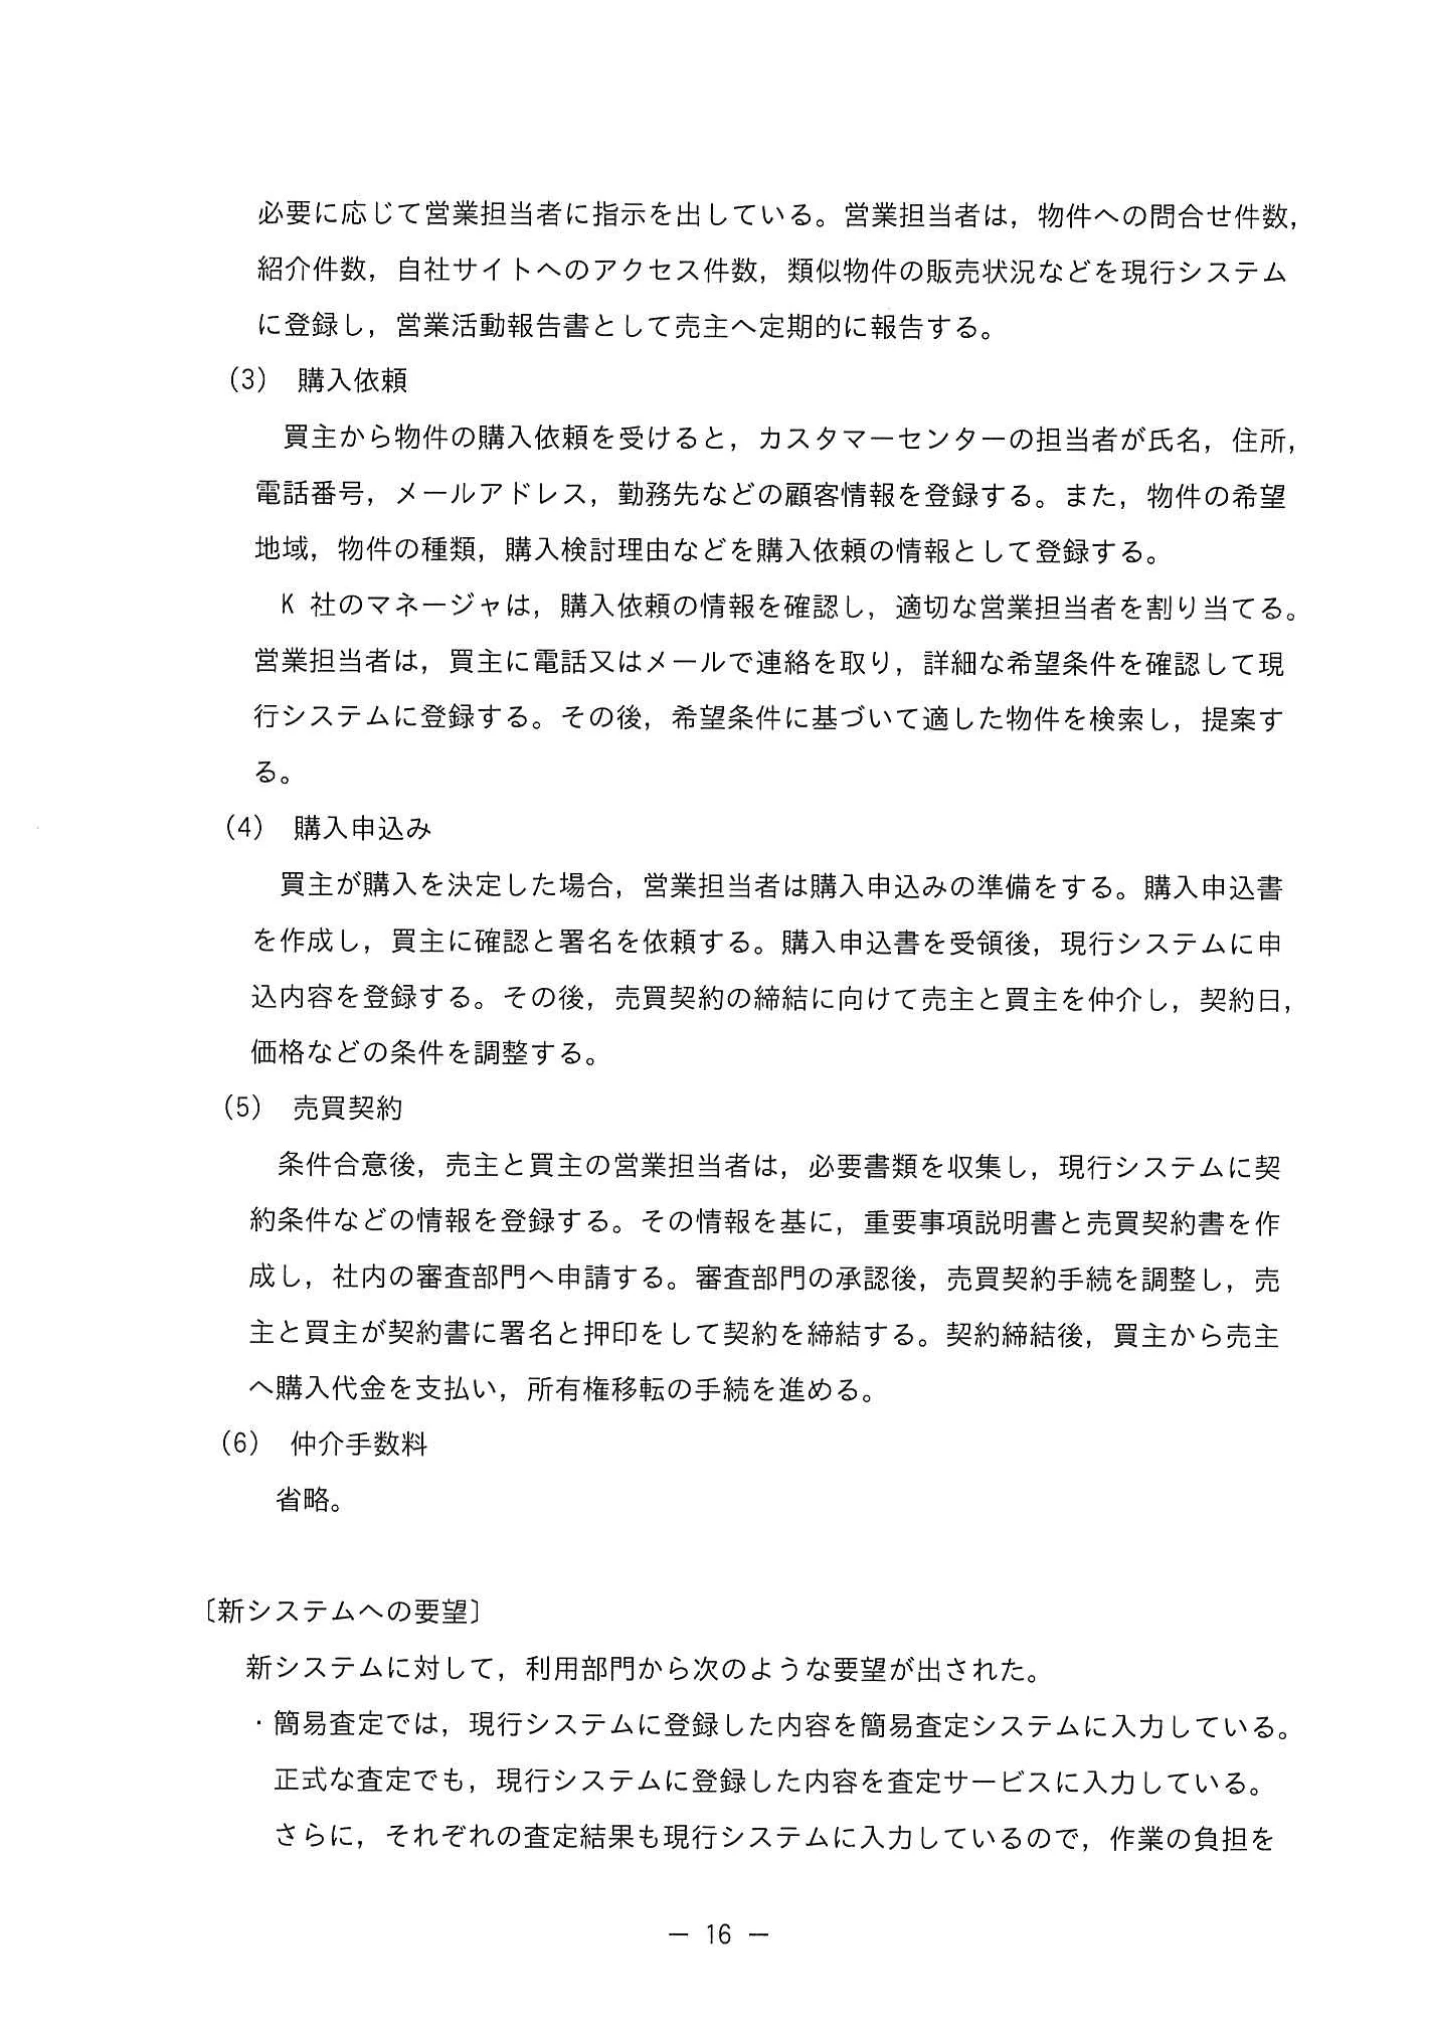 必要に応じて営業担当者に指示を出している。営業担当者は，物件への問合せ件数，
紹介件数，自社サイトへのアクセス件数，類似物件の販売状況などを現行システム
に登録し，営業活動報告書として売主へ定期的に報告する。
(3) 購入依頼
買主から物件の購入依頼を受けると，カスタマーセンターの担当者が氏名，住所，
電話番号，メールアドレス，勤務先などの顧客情報を登録する。また，物件の希望
地域，物件の種類，購入検討理由などを購入依頼の情報として登録する。
K 社のマネージャは，購入依頼の情報を確認し，適切な営業担当者を割り当てる。
営業担当者は，買主に電話又はメールで連絡を取り，詳細な希望条件を確認して現
行システムに登録する。その後，希望条件に基づいて適した物件を検索し，提案す
る。
(4) 購入申込み
買主が購入を決定した場合，営業担当者は購入申込みの準備をする。購入申込書
を作成し，買主に確認と署名を依頼する。購入申込書を受領後，現行システムに申
込内容を登録する。その後，売買契約の締結に向けて売主と買主を仲介し，契約日，
価格などの条件を調整する。
(5) 売買契約
条件合意後，売主と買主の営業担当者は，必要書類を収集し，現行システムに契
約条件などの情報を登録する。その情報を基に，重要事項説明書と売買契約書を作
成し，社内の審査部門へ申請する。審査部門の承認後，売買契約手続を調整し，売
主と買主が契約書に署名と押印をして契約を締結する。契約締結後，買主から売主
へ購入代金を支払い，所有権移転の手続を進める。
(6) 仲介手数料
省略。
〔新システムへの要望〕
新システムに対して，利用部門から次のような要望が出された。
・簡易査定では，現行システムに登録した内容を簡易査定システムに入力している。
正式な査定でも，現行システムに登録した内容を査定サービスに入力している。
さらに，それぞれの査定結果も現行システムに入力しているので，作業の負担を
― 16 ―